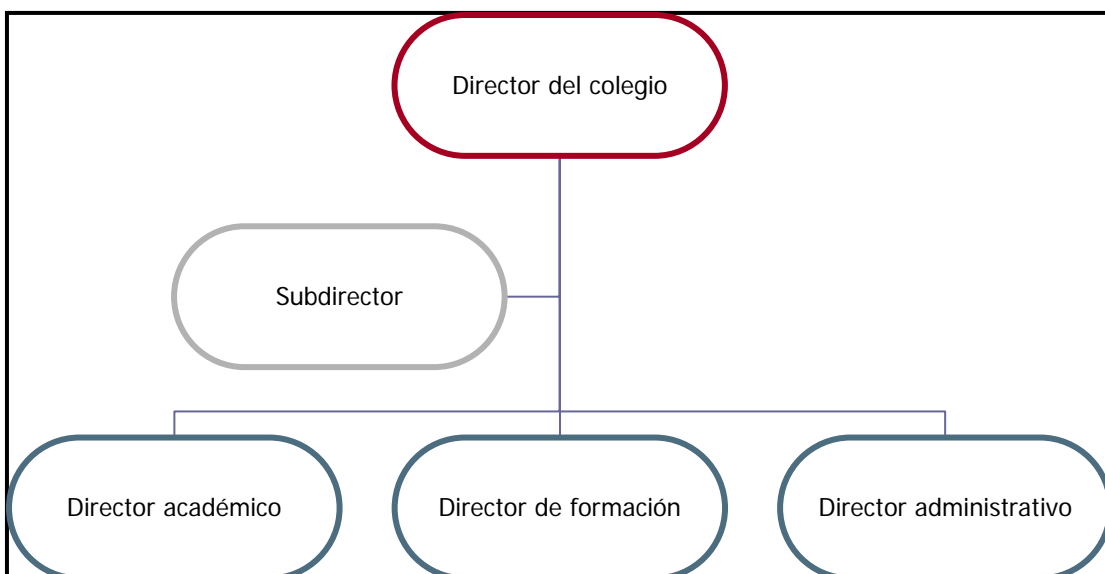 Director del colegio
Subdirector
Director académico
Director de formación
Director administrativo